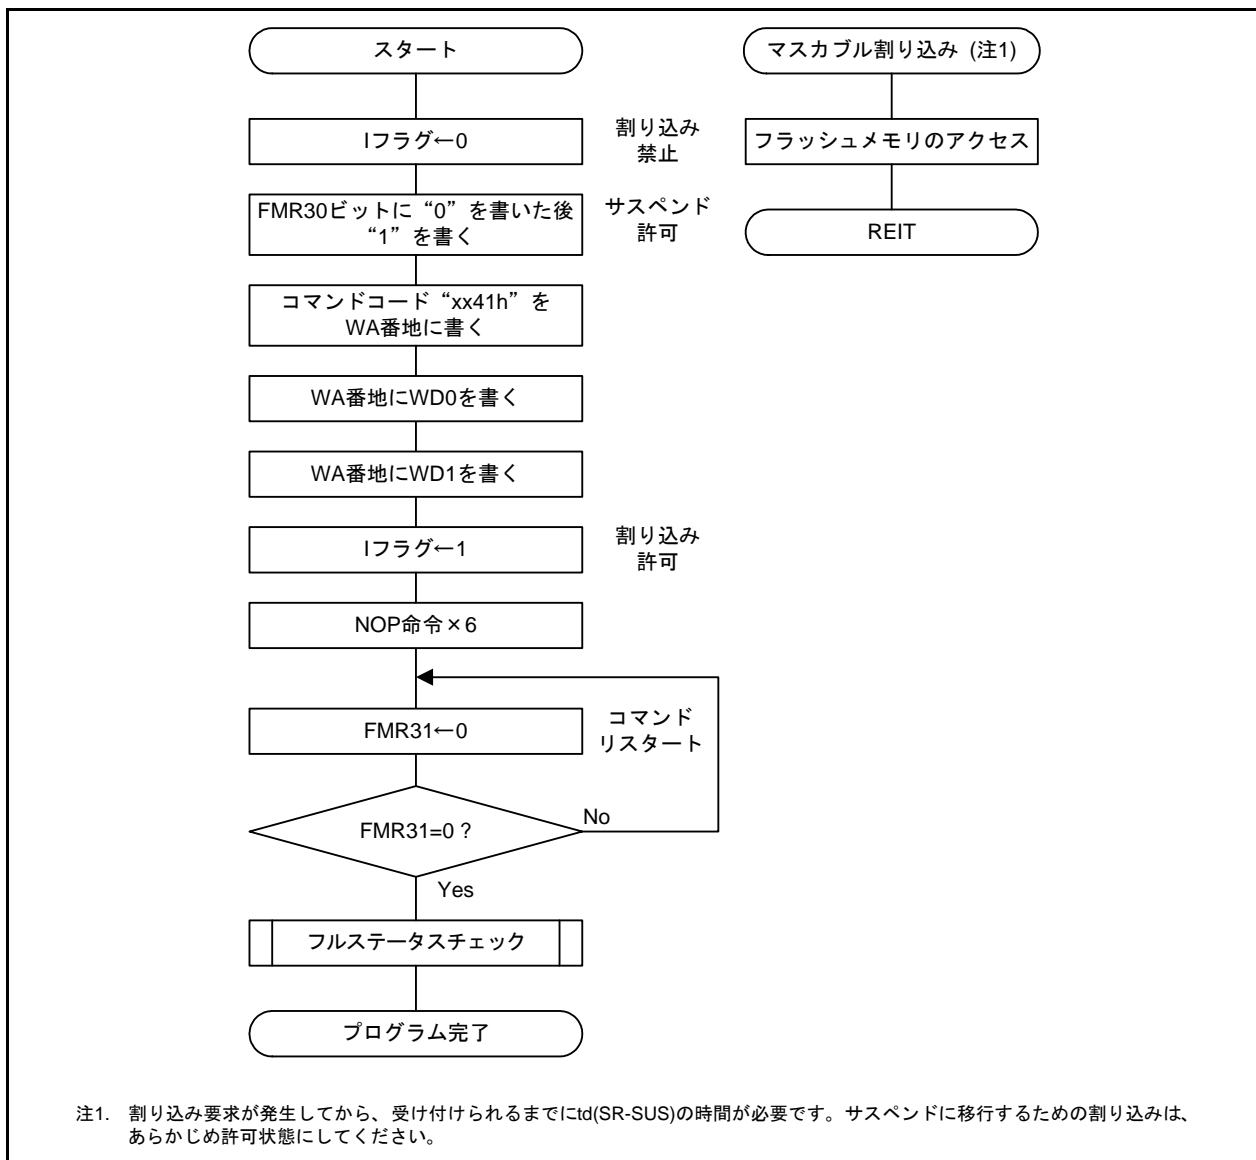 スタート
Iフラグ←0
割り込み
禁止
FMR30ビットに“0”を書いた後
“1”を書く
サスペンド
許可
コマンドコード“xx41h”を
WA番地に書く
WA番地にWD0を書く
WA番地にWD1を書く
Iフラグ←1
割り込み
許可
NOP命令×6
FMR31←0
コマンド
リスタート
FMR31=0 ?
No
Yes
フルステータスチェック
プログラム完了
マスカブル割り込み (注1)
フラッシュメモリのアクセス
REIT
注1. 割り込み要求が発生してから、受け付けられるまでにtd(SR-SUS)の時間が必要です。サスペンドに移行するための割り込みは、
あらかじめ許可状態にしてください。